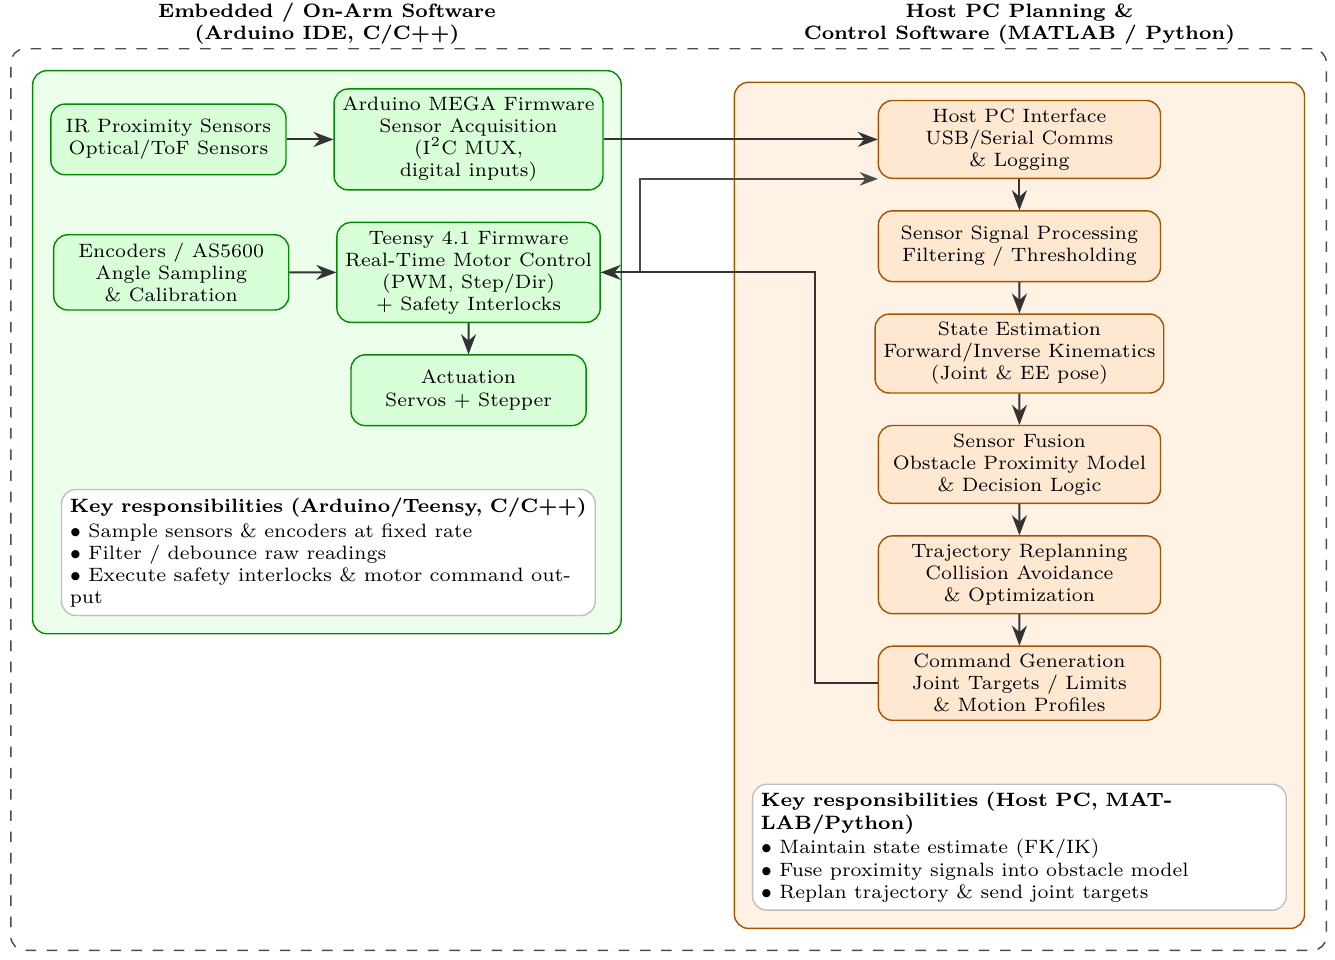 Embedded / On-Arm Software
(Arduino IDE, C/C++)
IR Proximity Sensors
Optical/ToF Sensors
Arduino MEGA Firmware
Sensor Acquisition
(I²C MUX,
digital inputs)
Encoders / AS5600
Angle Sampling
& Calibration
Teensy 4.1 Firmware
Real-Time Motor Control
(PWM, Step/Dir)
+ Safety Interlocks
Actuation
Servos + Stepper
Key responsibilities (Arduino/Teensy, C/C++)
• Sample sensors & encoders at fixed rate
• Filter / debounce raw readings
• Execute safety interlocks & motor command out-
put
Host PC Planning &
Control Software (MATLAB / Python)
Host PC Interface
USB/Serial Comms
& Logging
Sensor Signal Processing
Filtering / Thresholding
State Estimation
Forward/Inverse Kinematics
(Joint & EE pose)
Sensor Fusion
Obstacle Proximity Model
& Decision Logic
Trajectory Replanning
Collision Avoidance
& Optimization
Command Generation
Joint Targets / Limits
& Motion Profiles
Key responsibilities (Host PC, MAT-
LAB/Python)
• Maintain state estimate (FK/IK)
• Fuse proximity signals into obstacle model
• Replan trajectory & send joint targets